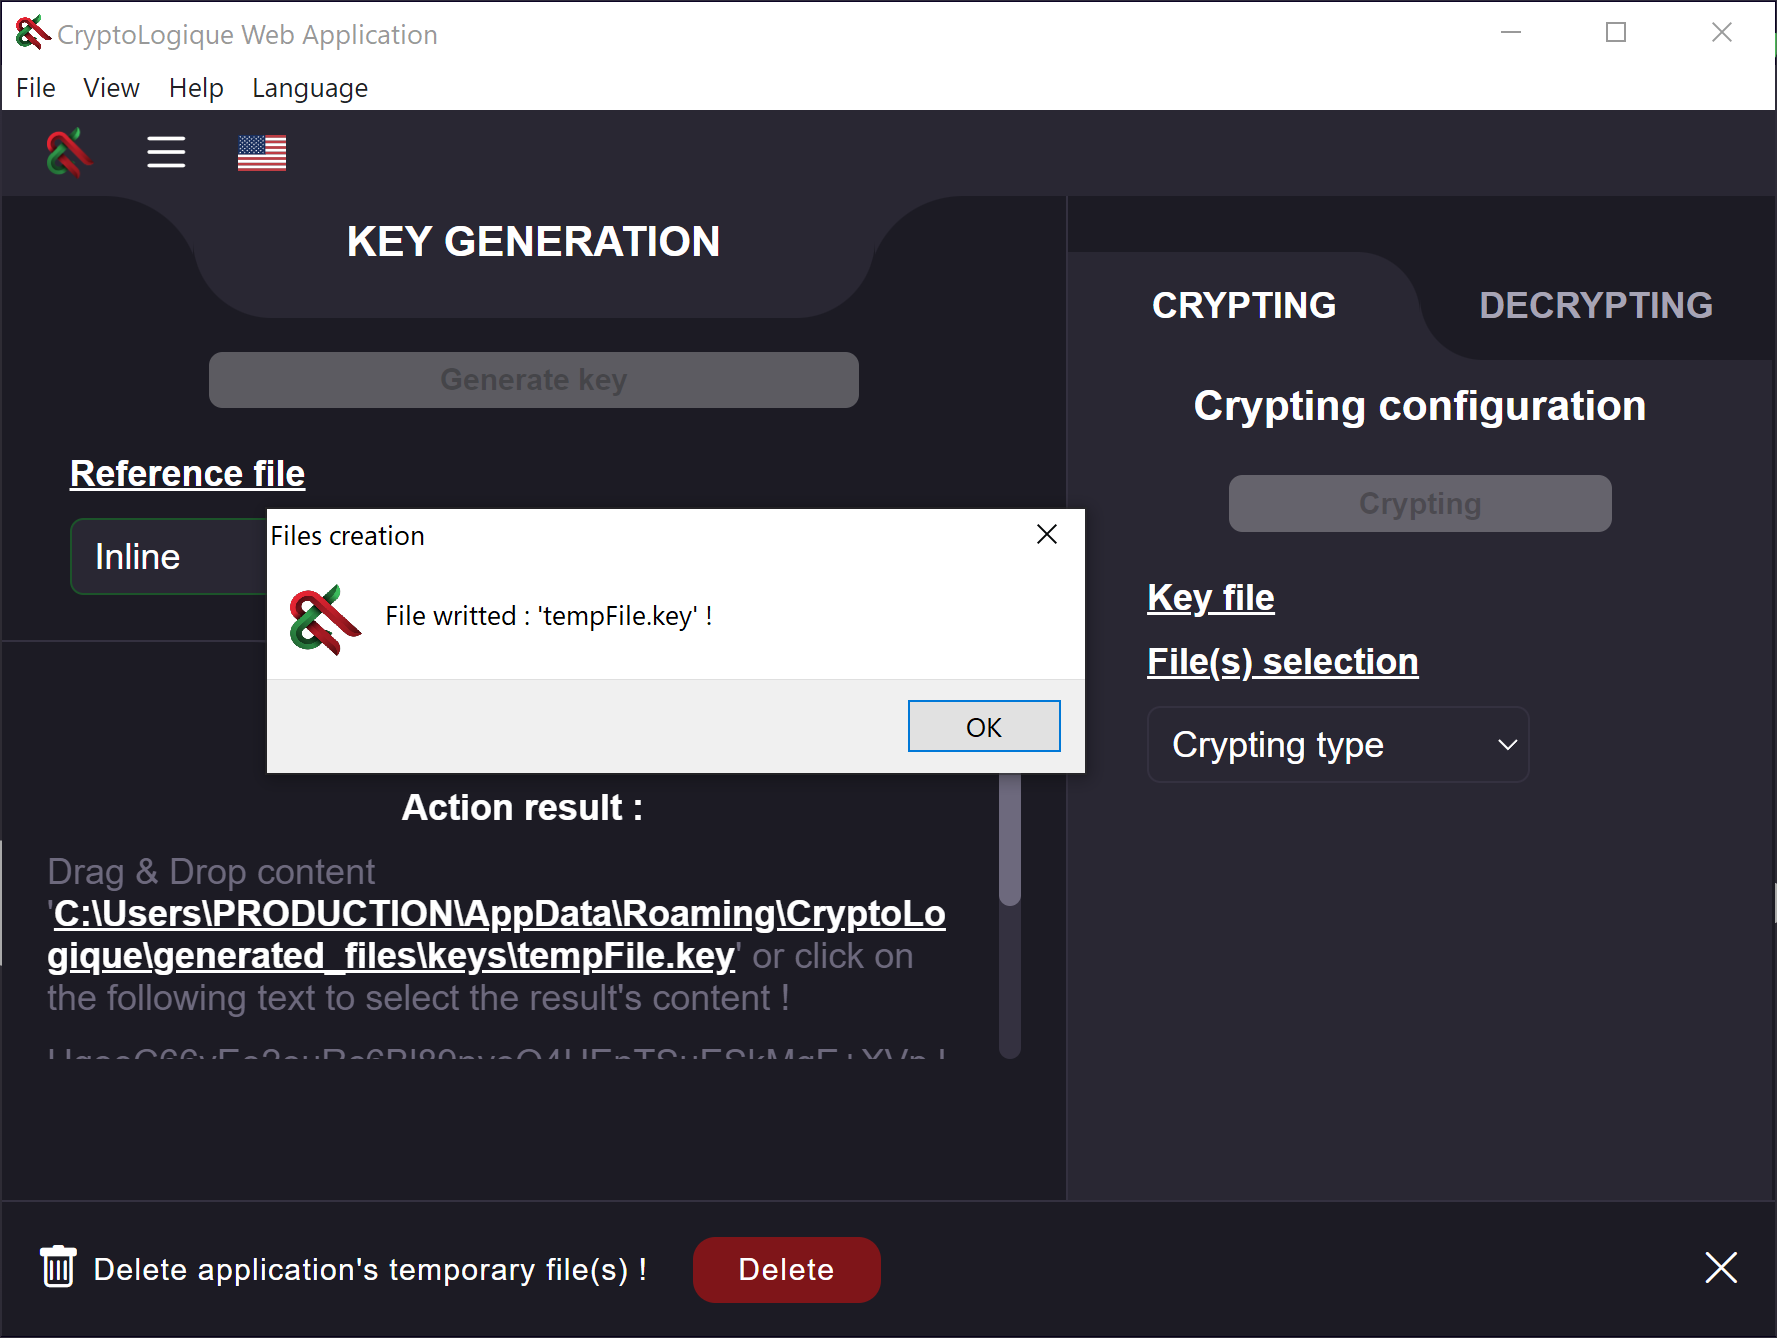 CryptoLogique Web Application
File View Help Language
KEY GENERATION
Generate key
Reference file
Inline
Files creation
File writted : 'tempFile.key' !
OK
Action result :
Drag & Drop content
'C:\Users\PRODUCTION\AppData\Roaming\CryptoLo
gique\generated_files\keys\tempFile.key' or click on
the following text to select the result's content !
CRYPTING
DECRYPTING
Crypting configuration
Crypting
Key file
File(s) selection
Crypting type
Delete application's temporary file(s) !
Delete